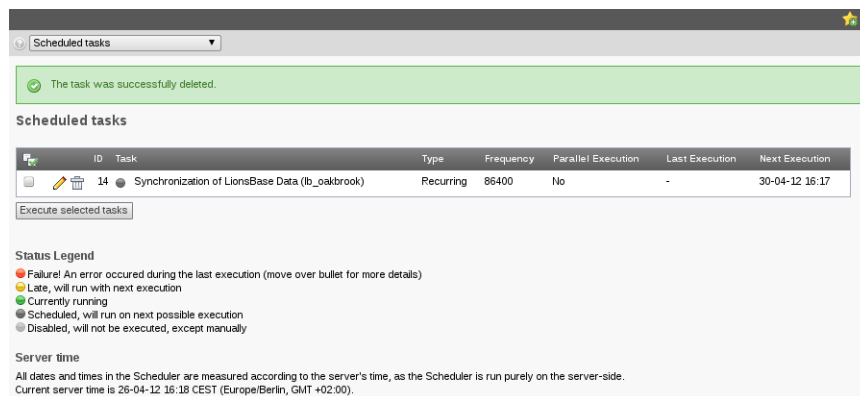 Scheduled tasks
The task was successfully deleted.
Scheduled tasks
ID Task Type Frequency Parallel Execution Last Execution Next Execution
14 Synchronization of LionsBase Data (lb_oakbrook) Recurring 86400 No - 30-04-12 16:17
Execute selected tasks
Status Legend
Failure! An error occured during the last execution (move over bullet for more details)
Late, will run with next execution
Currently running
Scheduled, will run on next possible execution
Disabled, will not be executed, except manually
Server time
All dates and times in the Scheduler are measured according to the server's time, as the Scheduler is run purely on the server-side.
Current server time is 26-04-12 16:18 CEST (Europe/Berlin, GMT +02:00).